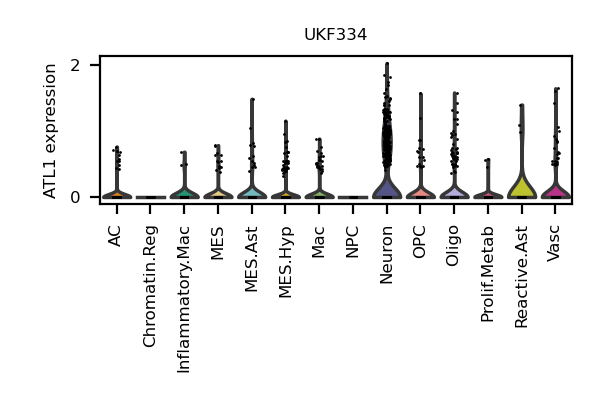 UKF334
ATL1 expression
2
0
AC
Chromatin.Reg
Inflammatory.Mac
MES
MES.Ast
MES.Hyp
Mac
NPC
Neuron
OPC
Oligo
Prolif.Metab
Reactive.Ast
Vasc